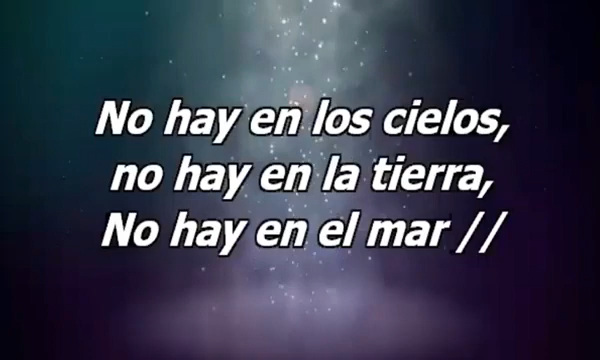 No hay en los cielos,
no hay en la tierra,
No hay en el mar //